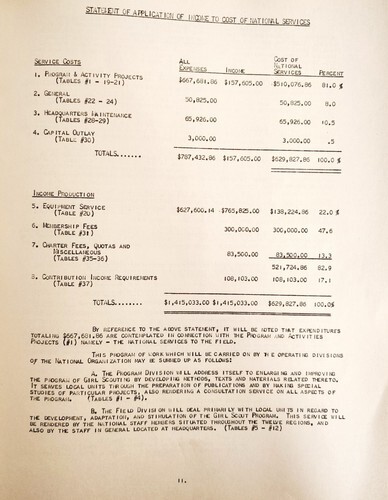 STATEMENT OF APPLICATION OF INCOME TO COST OF NATIONAL SERVICES
SERVICE COSTS ALL EXPENSES INCOME COST OF NATIONAL SERVICES PERCENT
1. PROGRAM & ACTIVITY PROJECTS
(TABLES #1 - 19-21) $667,681.86 $157,605.00 $510,076.86 81.0 %
2. GENERAL
(TABLES #22 - 24) 50,825.00 50,825.00 8.0
3. HEADQUARTERS MAINTENANCE
(TABLES #28-29) 65,926.00 65,926.00 10.5
4. CAPITAL OUTLAY
(TABLE #30) 3,000.00 3,000.00 .5
TOTALS....... $787,432.86 $157,605.00 $629,827.86 100.0 %
INCOME PRODUCTION
5. EQUIPMENT SERVICE
(TABLE #20) $627,600.14 $765,825.00 $138,224.86 22.0 %
6. MEMBERSHIP FEES
(TABLE #31) 300,000.00 300,000.00 47.6
7. CHARTER FEES, QUOTAS AND
MISCELLANEOUS
(TABLES #35-36) 83,500.00 83,500.00 13.3
521,724.86 82.9
8. CONTRIBUTION INCOME REQUIREMENTS
(TABLE #37) 108,103.00 108,103.00 17.1
TOTALS....... $1,415,033.00 $1,415,033.00 $629,827.86 100.0%
BY REFERENCE TO THE ABOVE STATEMENT, IT WILL BE NOTED THAT EXPENDITURES
TOTALING $667,681.86 ARE CONTEMPLATED IN CONNECTION WITH THE PROGRAM AND ACTIVITIES
PROJECTS (#1) NAMELY - THE NATIONAL SERVICES TO THE FIELD.
THIS PROGRAM OF WORK WHICH WILL BE CARRIED ON BY THE OPERATING DIVISIONS
OF THE NATIONAL ORGANIZATION MAY BE SUMMED UP AS FOLLOWS:
A. THE PROGRAM DIVISION WILL ADDRESS ITSELF TO ENLARGING AND IMPROVING
THE PROGRAM OF GIRL SCOUTING BY DEVELOPING METHODS, TEXTS AND MATERIALS RELATED THERETO.
IT SERVES LOCAL UNITS THROUGH THE PREPARATION OF PUBLICATIONS AND BY MAKING SPECIAL
STUDIES OF PARTICULAR PROJECTS, ALSO RENDERING A CONSULTATION SERVICE ON ALL ASPECTS
OF THE PROGRAM. (TABLES #1 - #4).
B. THE FIELD DIVISION WILL DEAL PRIMARILY WITH LOCAL UNITS IN REGARD TO
THE DEVELOPMENT, ADAPTATION, AND STIMULATION OF THE GIRL SCOUT PROGRAM. THIS SERVICE WILL
BE RENDERED BY THE NATIONAL STAFF MEMBERS SITUATED THROUGHOUT THE TWELVE REGIONS, AND
ALSO BY THE STAFF IN GENERAL LOCATED AT HEADQUARTERS. (TABLES #5 - #12)
11.